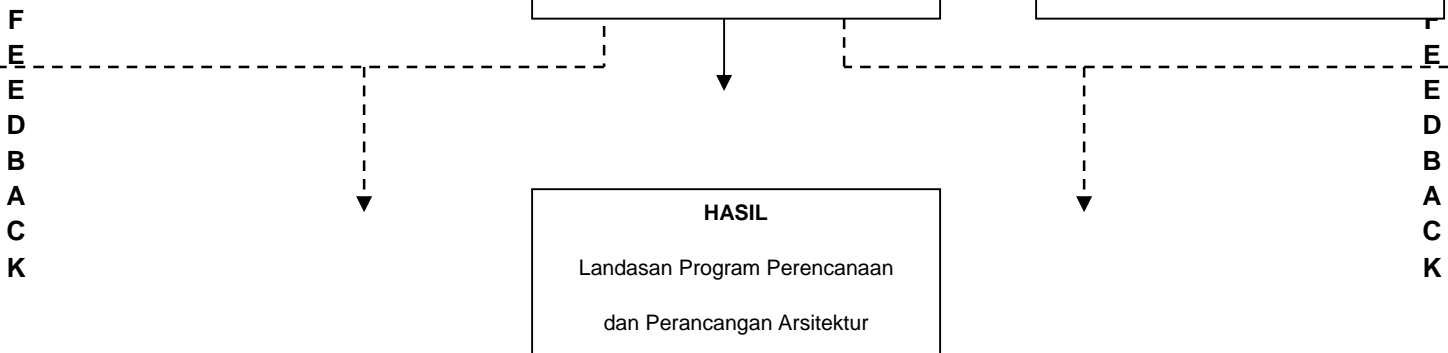 F
E
E
D
B
A
C
K
HASIL
Landasan Program Perencanaan
dan Perancangan Arsitektur
F
E
E
D
B
A
C
K